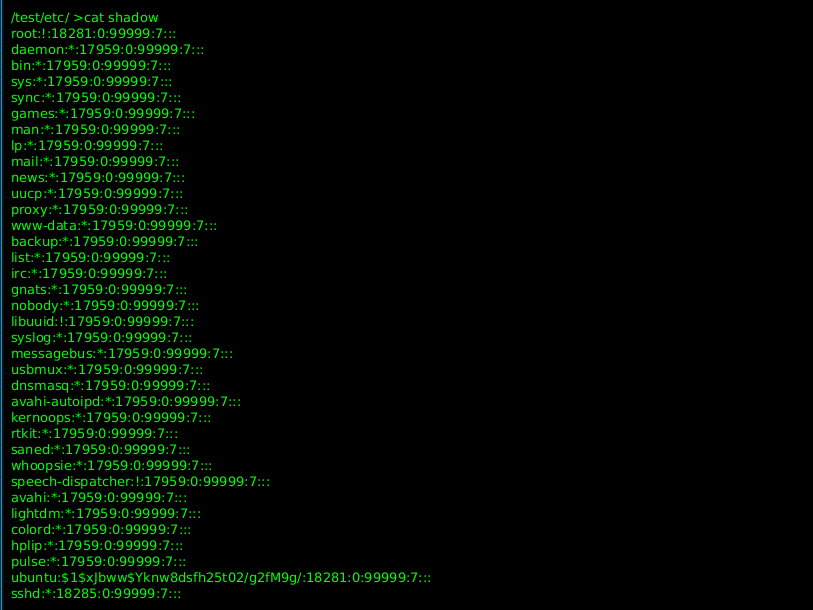 /test/etc/ >cat shadow
root:!:18281:0:99999:7:::
daemon:*:17959:0:99999:7:::
bin:*:17959:0:99999:7:::
sys:*:17959:0:99999:7:::
sync:*:17959:0:99999:7:::
games:*:17959:0:99999:7:::
man:*:17959:0:99999:7:::
lp:*:17959:0:99999:7:::
mail:*:17959:0:99999:7:::
news:*:17959:0:99999:7:::
uucp:*:17959:0:99999:7:::
proxy:*:17959:0:99999:7:::
www-data:*:17959:0:99999:7:::
backup:*:17959:0:99999:7:::
list:*:17959:0:99999:7:::
irc:*:17959:0:99999:7:::
gnats:*:17959:0:99999:7:::
nobody:*:17959:0:99999:7:::
libuuid:!:17959:0:99999:7:::
syslog:*:17959:0:99999:7:::
messagebus:*:17959:0:99999:7:::
usbmux:*:17959:0:99999:7:::
dnsmasq:*:17959:0:99999:7:::
avahi-autoipd:*:17959:0:99999:7:::
kernoops:*:17959:0:99999:7:::
rtkit:*:17959:0:99999:7:::
saned:*:17959:0:99999:7:::
whoopsie:*:17959:0:99999:7:::
speech-dispatcher:!:17959:0:99999:7:::
avahi:*:17959:0:99999:7:::
lightdm:*:17959:0:99999:7:::
colord:*:17959:0:99999:7:::
hplip:*:17959:0:99999:7:::
pulse:*:17959:0:99999:7:::
ubuntu:$1$xJbww$Yknw8dsfh25t02/g2fM9g/:18281:0:99999:7:::
sshd:*:18285:0:99999:7:::